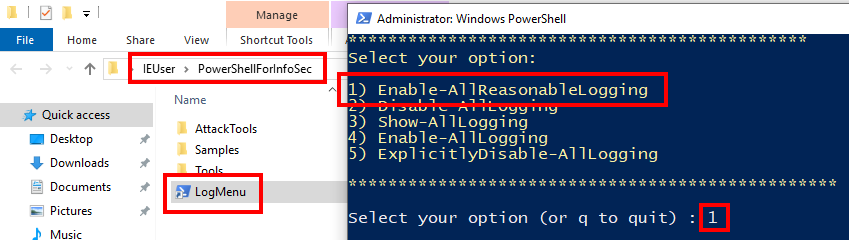 Manage
File
Home
Share
View
Shortcut Tools
Application Tools
IEUser
PowerShellForInfoSec
Name
Quick access
Desktop
Downloads
Documents
Pictures
Music
AttackTools
Samples
Tools
LogMenu
Administrator: Windows PowerShell
***********************************************
Select your option:
1) Enable-AllReasonableLogging
2) Disable-AllLogging
3) Show-AllLogging
4) Enable-AllLogging
5) ExplicitlyDisable-AllLogging
**************************************************
Select your option (or q to quit) : 1